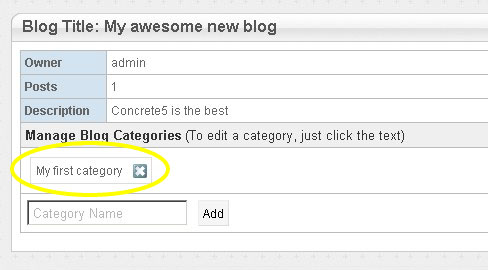 Blog Title: My awesome new blog
Owner admin
Posts 1
Description Concrete5 is the best
Manage Blog Categories (To edit a category, just click the text)
My first category
Category Name Add